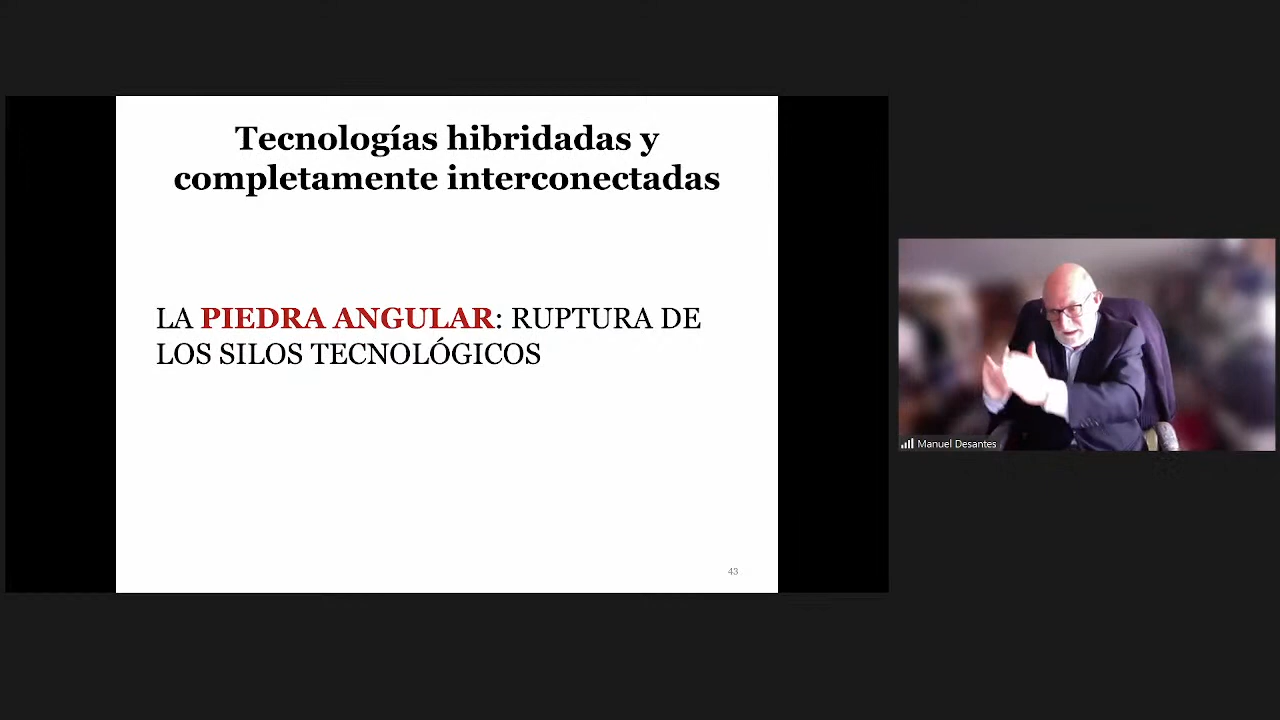 Tecnologías hibridadas y
completamente interconectadas
LA PIEDRA ANGULAR: RUPTURA DE
LOS SILOS TECNOLÓGICOS
43
Manuel Desantes